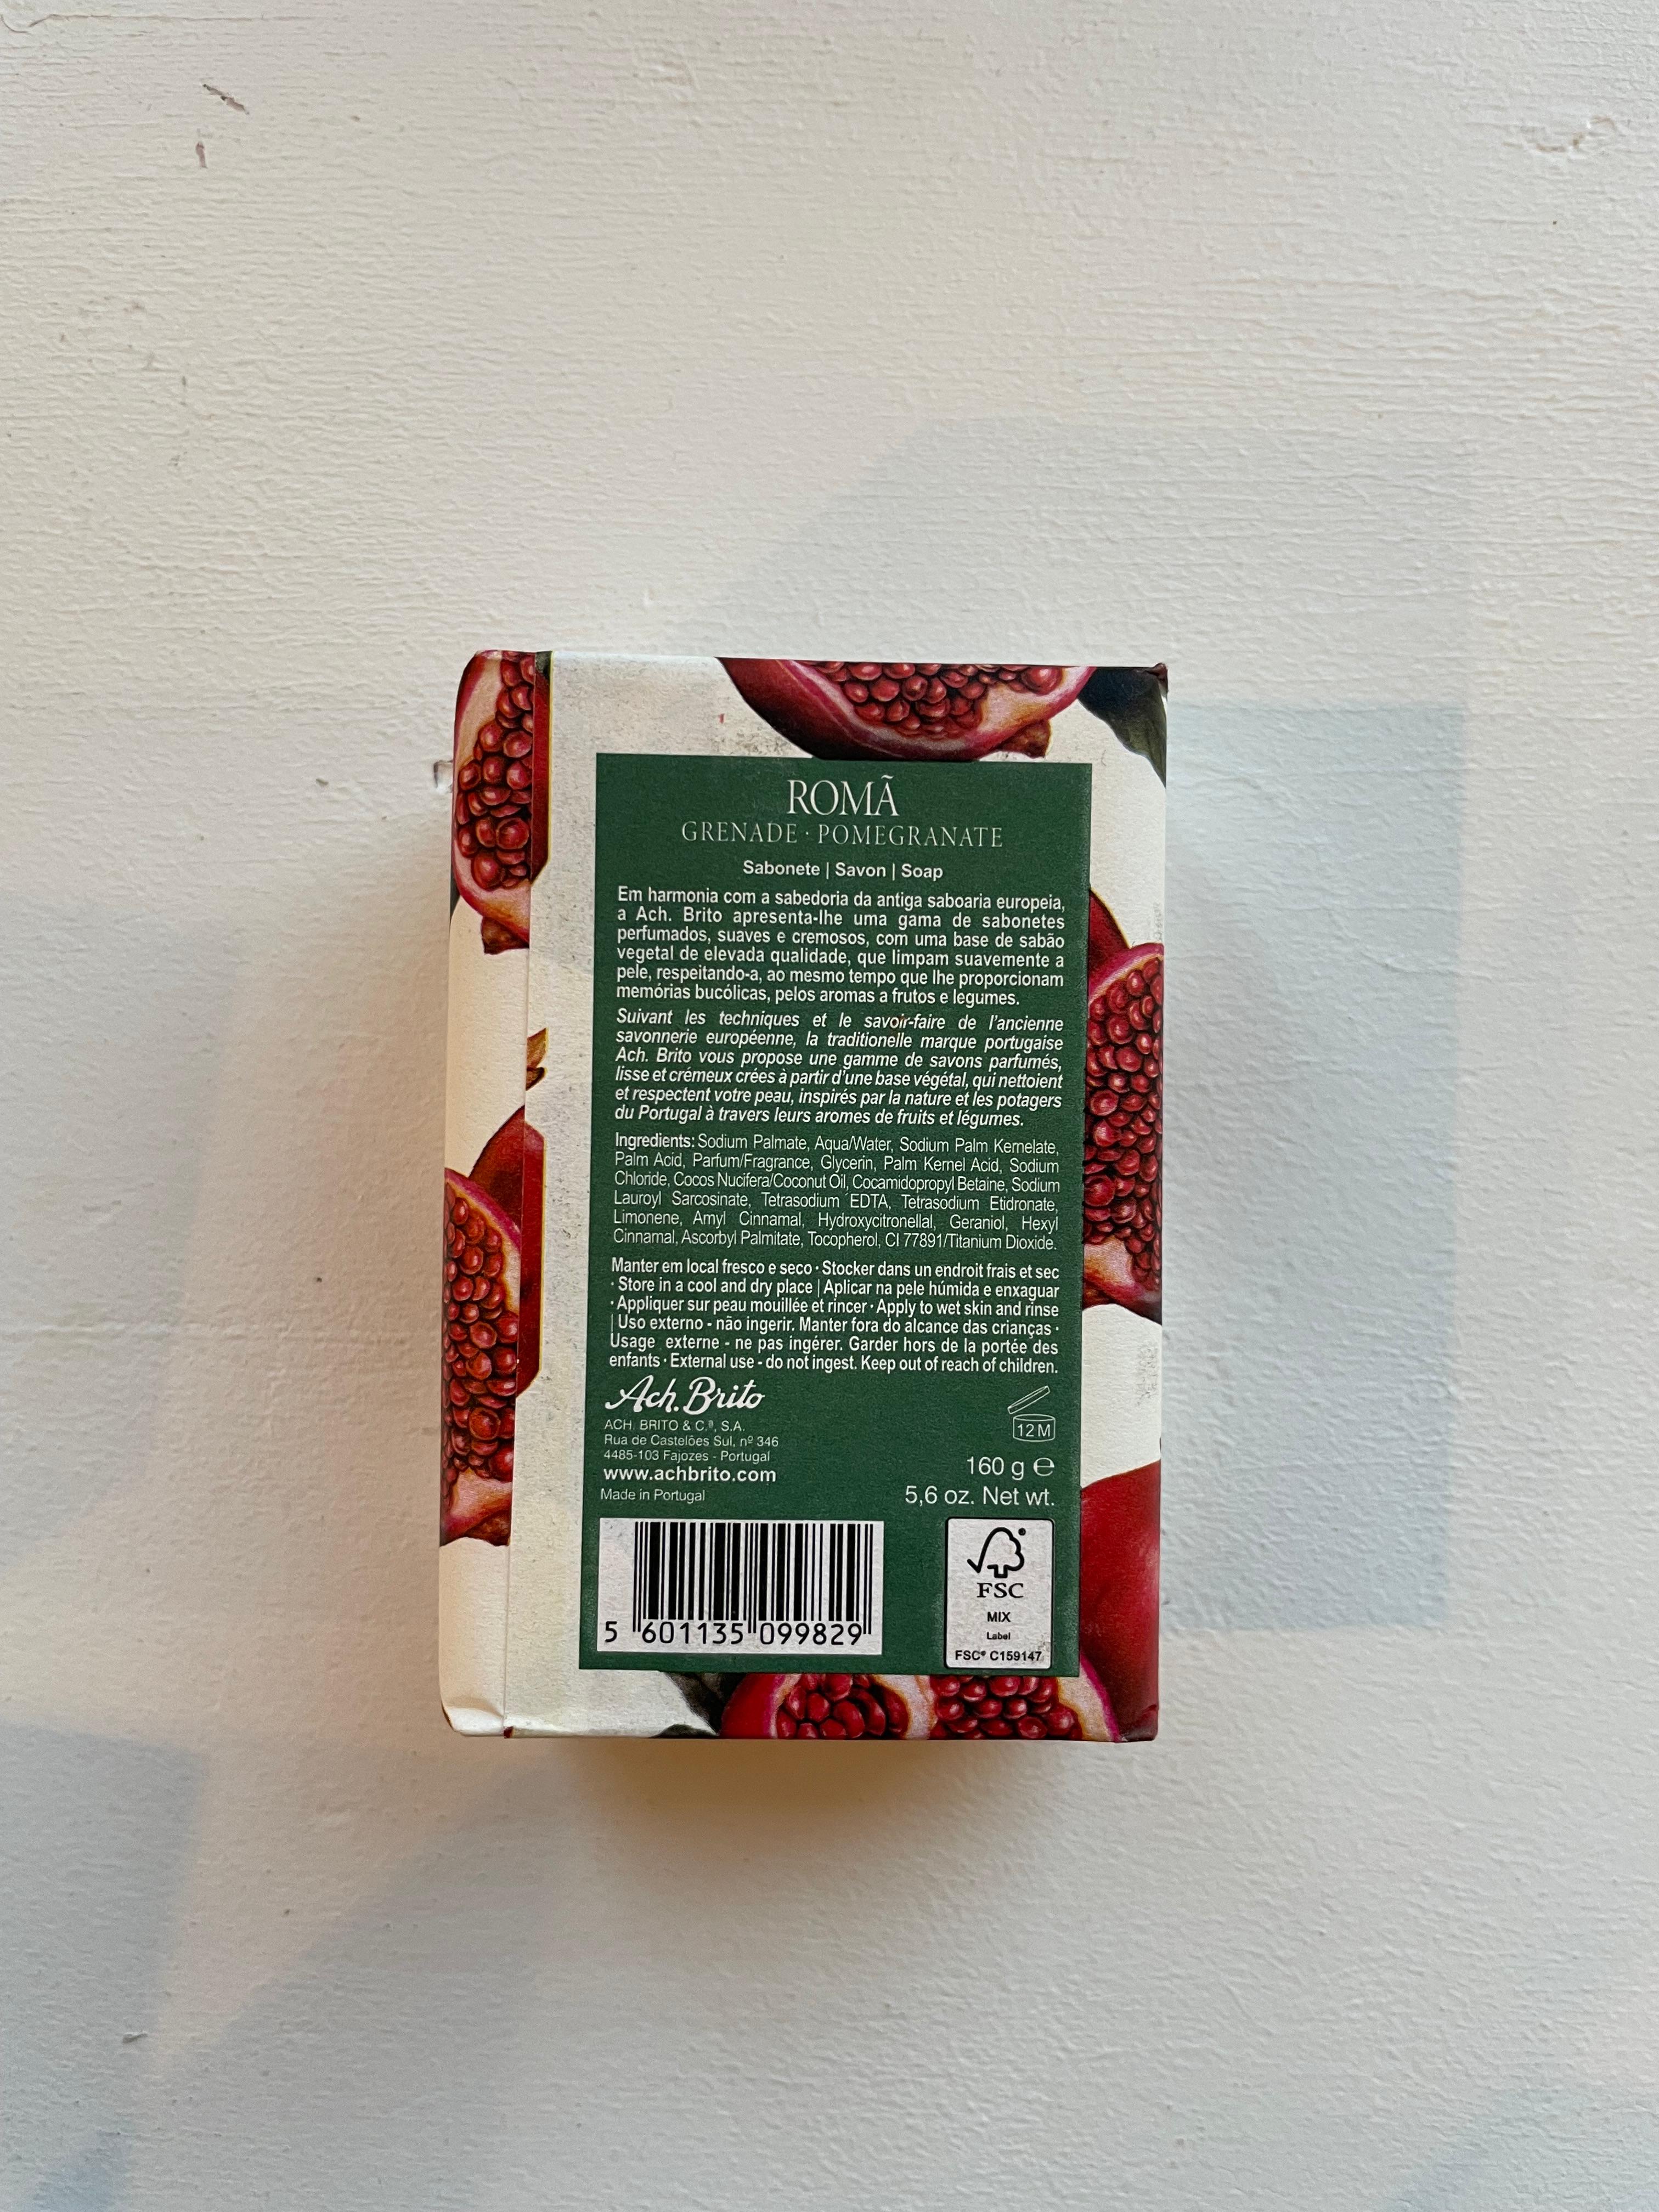 ROMÃ
GRENADE · POMEGRANATE
Sabonete | Savon | Soap
Em harmonia com a sabedoria da antiga saboaria europeia,
a Ach. Brito apresenta-lhe uma gama de sabonetes
perfumados, suaves e cremosos, com uma base de sabão
vegetal de elevada qualidade, que limpam suavemente a
pele, respeitando-a, ao mesmo tempo que lhe proporcionam
memórias bucólicas, pelos aromas a frutos e legumes.
Suivant les techniques et le savoir-faire de l'ancienne
savonnerie européenne, la traditionelle marque portugaise
Ach. Brito vous propose une gamme de savons parfumés,
lisse et crémeux crées à partir d'une base végétal, qui nettoient
et respectent votre peau, inspirés par la nature et les potagers
du Portugal à travers leurs aromes de fruits et légumes.
Ingredients: Sodium Palmate, Aqua/Water, Sodium Palm Kernelate,
Palm Acid, Parfum/Fragrance, Glycerin, Palm Kernel Acid, Sodium
Chloride, Cocos Nucifera/Coconut Oil, Cocamidopropyl Betaine, Sodium
Lauroyl Sarcosinate, Tetrasodium EDTA, Tetrasodium Etidronate,
Limonene, Amyl Cinnamal, Hydroxycitronellal, Geraniol, Hexyl
Cinnamal, Ascorbyl Palmitate, Tocopherol, CI 77891/Titanium Dioxide.
Manter em local fresco e seco · Stocker dans un endroit frais et sec
· Store in a cool and dry place | Aplicar na pele húmida e enxaguar
· Appliquer sur peau mouillée et rincer · Apply to wet skin and rinse
| Uso externo - não ingerir. Manter fora do alcance das crianças ·
Usage externe - ne pas ingérer. Garder hors de la portée des
enfants · External use - do not ingest. Keep out of reach of children.
Ach. Brito
ACH. BRITO & C.ª, S.A.
Rua de Castelões Sul, nº 346
4485-103 Fajozes - Portugal
www.achbrito.com
Made in Portugal
12 M
160 g ℮
5,6 oz. Net wt.
5 601135 099829
FSC
MIX
Label
FSC® C159147